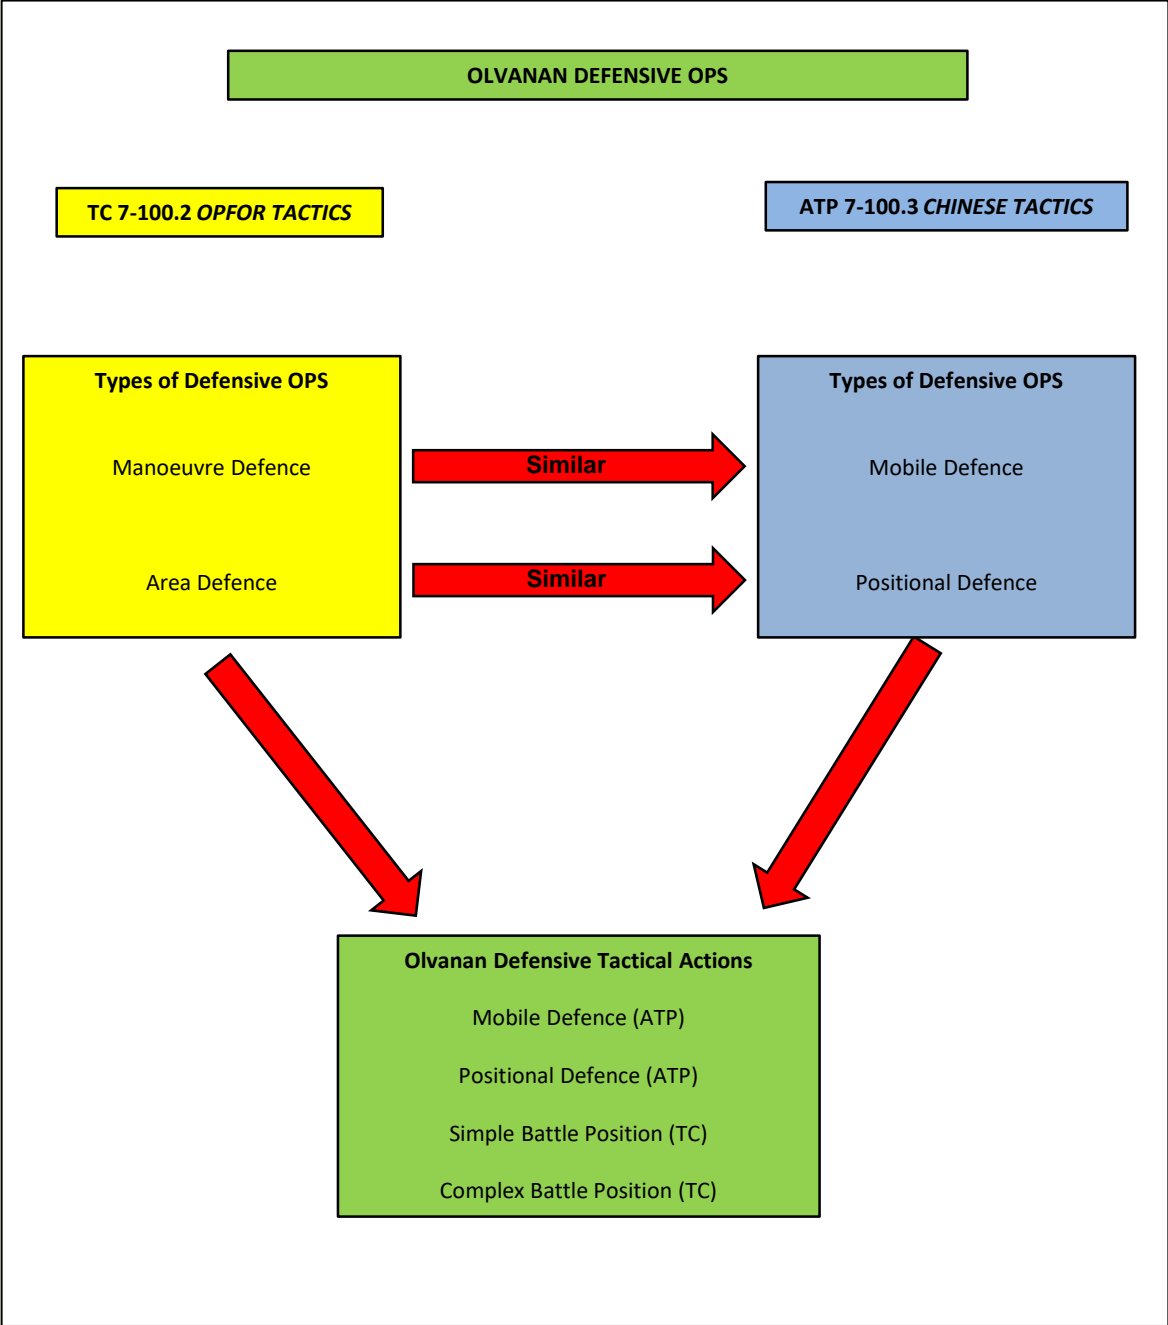 OLVANAN DEFENSIVE OPS
TC 7-100.2 OPFOR TACTICS
ATP 7-100.3 CHINESE TACTICS
Types of Defensive OPS
Manoeuvre Defence
Area Defence
Similar
Similar
Types of Defensive OPS
Mobile Defence
Positional Defence
Olvanan Defensive Tactical Actions
Mobile Defence (ATP)
Positional Defence (ATP)
Simple Battle Position (TC)
Complex Battle Position (TC)